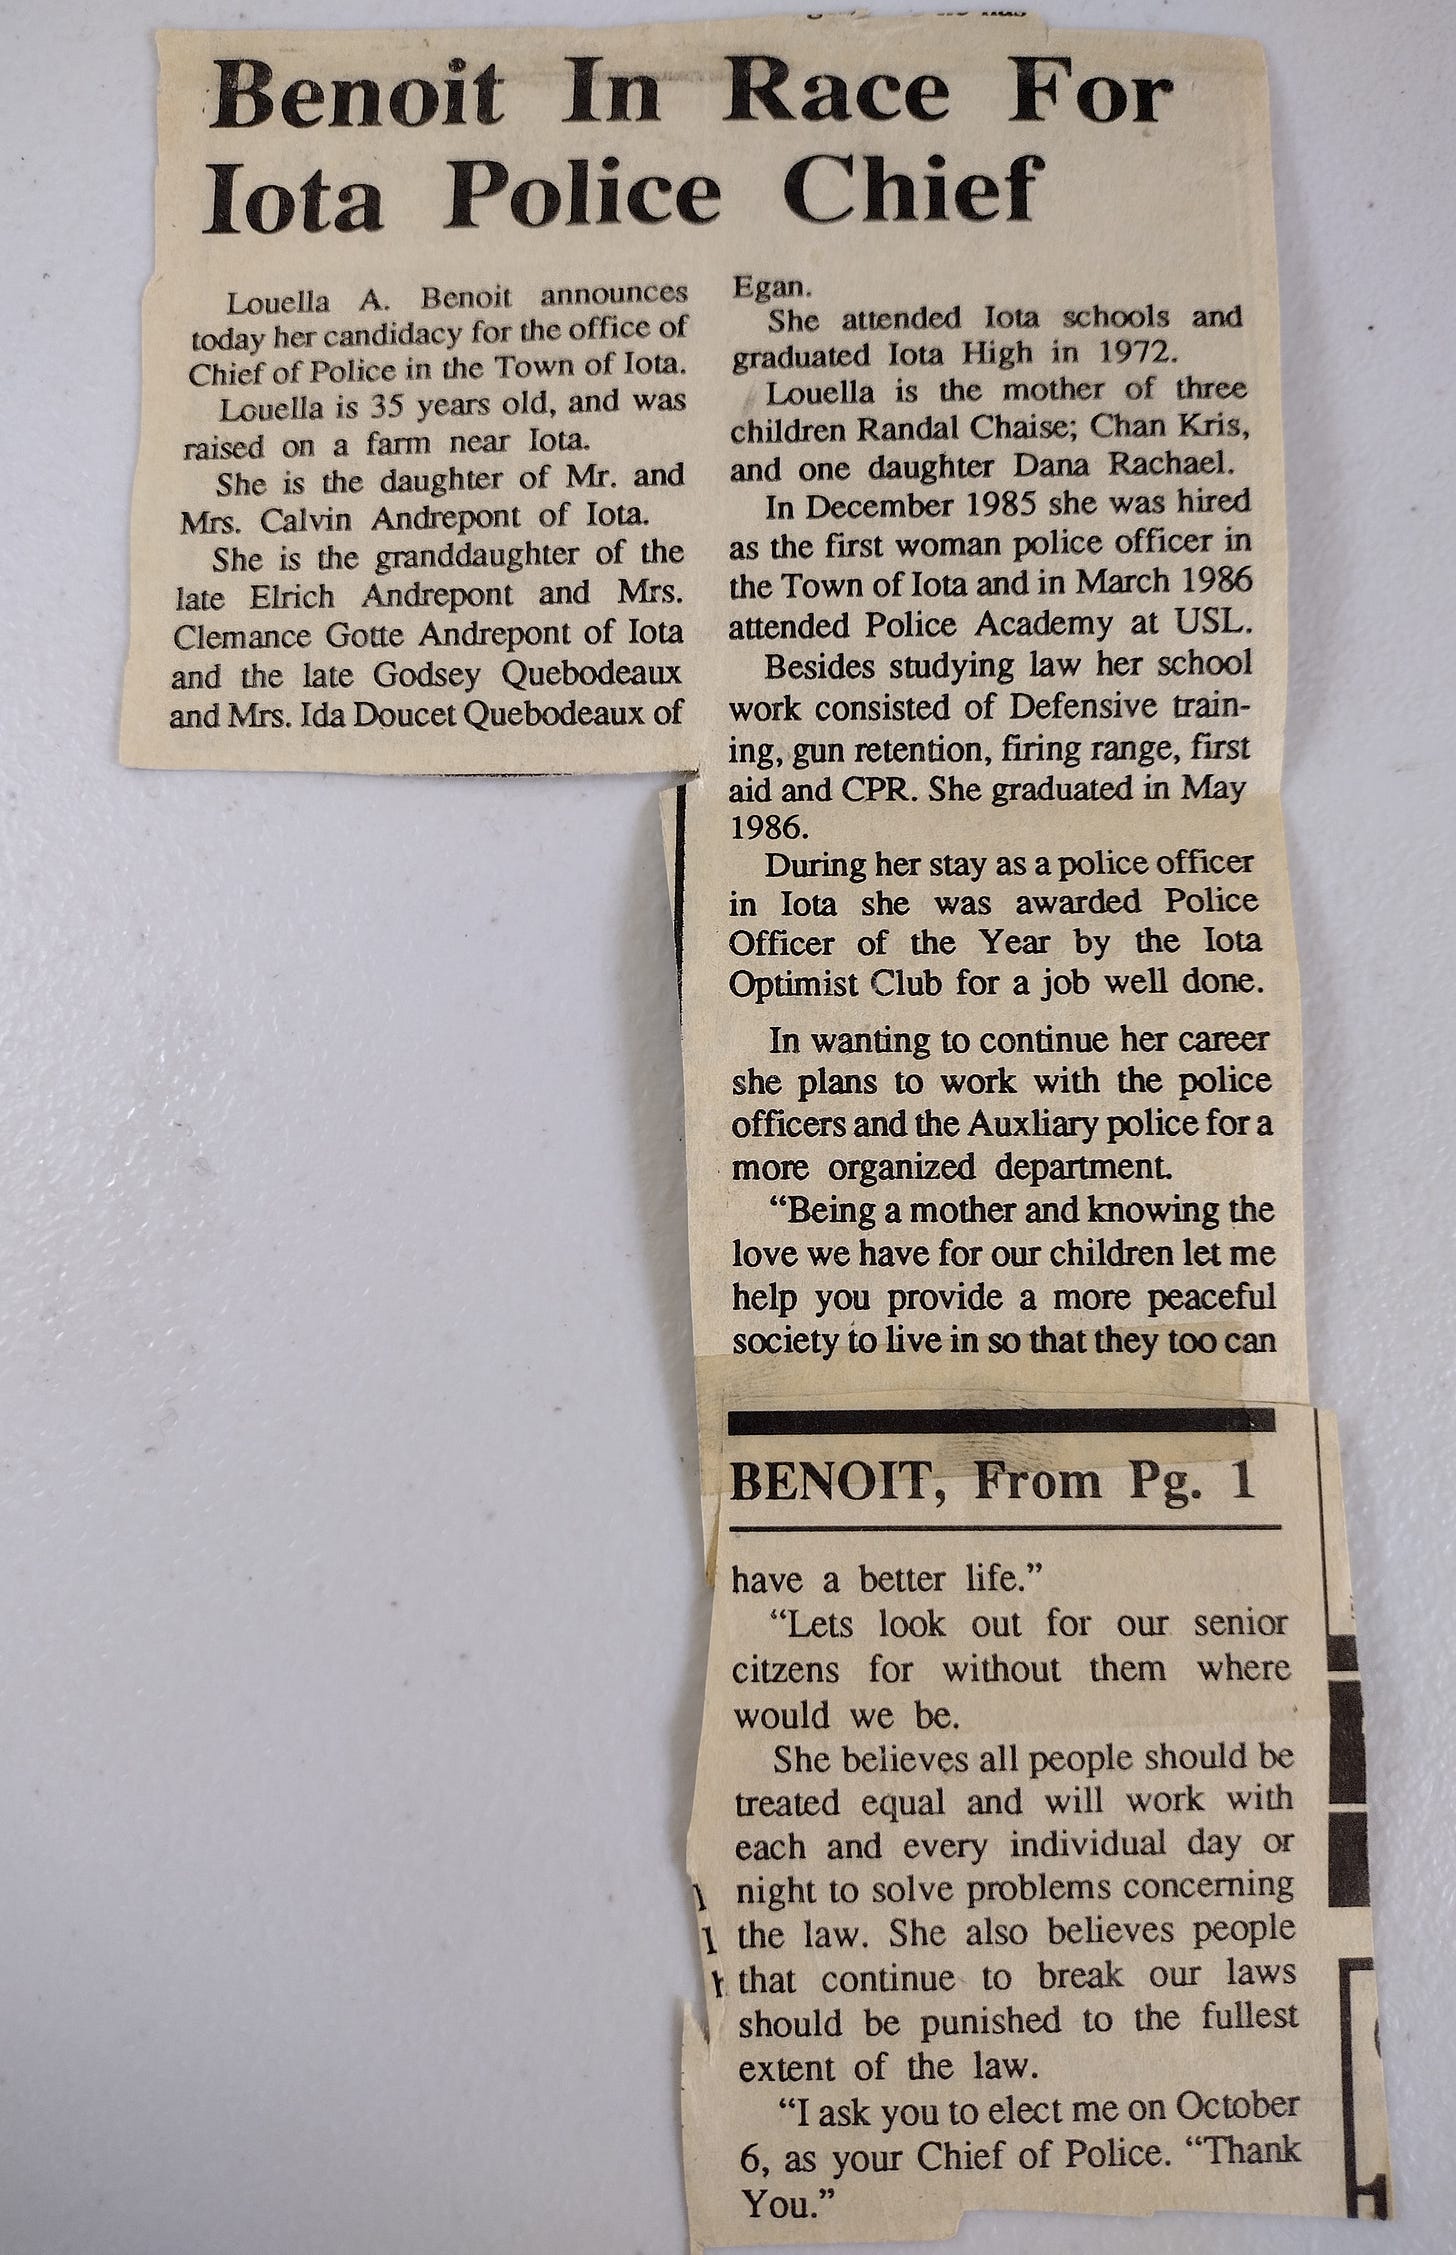 Benoit In Race For
Iota Police Chief
Louella A. Benoit announces
today her candidacy for the office of
Chief of Police in the Town of Iota.
Louella is 35 years old, and was
raised on a farm near Iota.
She is the daughter of Mr. and
Mrs. Calvin Andrepont of Iota.
She is the granddaughter of the
late Elrich Andrepont and Mrs.
Clemance Gotte Andrepont of Iota
and the late Godsey Quebodeaux
and Mrs. Ida Doucet Quebodeaux of
Egan.
She attended Iota schools and
graduated Iota High in 1972.
Louella is the mother of three
children Randal Chaise; Chan Kris,
and one daughter Dana Rachael.
In December 1985 she was hired
as the first woman police officer in
the Town of Iota and in March 1986
attended Police Academy at USL.
Besides studying law her school
work consisted of Defensive train-
ing, gun retention, firing range, first
aid and CPR. She graduated in May
1986.
During her stay as a police officer
in Iota she was awarded Police
Officer of the Year by the Iota
Optimist Club for a job well done.
In wanting to continue her career
she plans to work with the police
officers and the Auxliary police for a
more organized department.
“Being a mother and knowing the
love we have for our children let me
help you provide a more peaceful
society to live in so that they too can
BENOIT, From Pg. 1
have a better life.”
“Lets look out for our senior
citzens for without them where
would we be.
She believes all people should be
treated equal and will work with
each and every individual day or
night to solve problems concerning
the law. She also believes people
that continue to break our laws
should be punished to the fullest
extent of the law.
“I ask you to elect me on October
6, as your Chief of Police. “Thank
You.”